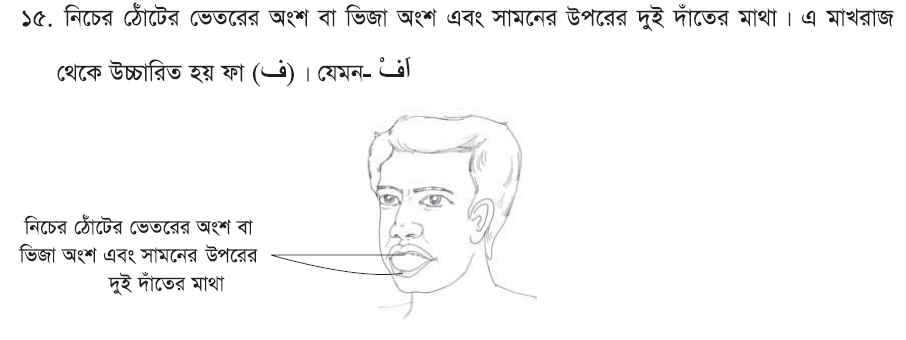 ১৫. নিচের ঠোঁটের ভেতরের অংশ বা ভিজা অংশ এবং সামনের উপরের দুই দাঁতের মাথা। এ মাখরাজ
থেকে উচ্চারিত হয় ফা (ف)। যেমন- اَفْ
নিচের ঠোঁটের ভেতরের অংশ বা
ভিজা অংশ এবং সামনের উপরের
দুই দাঁতের মাথা